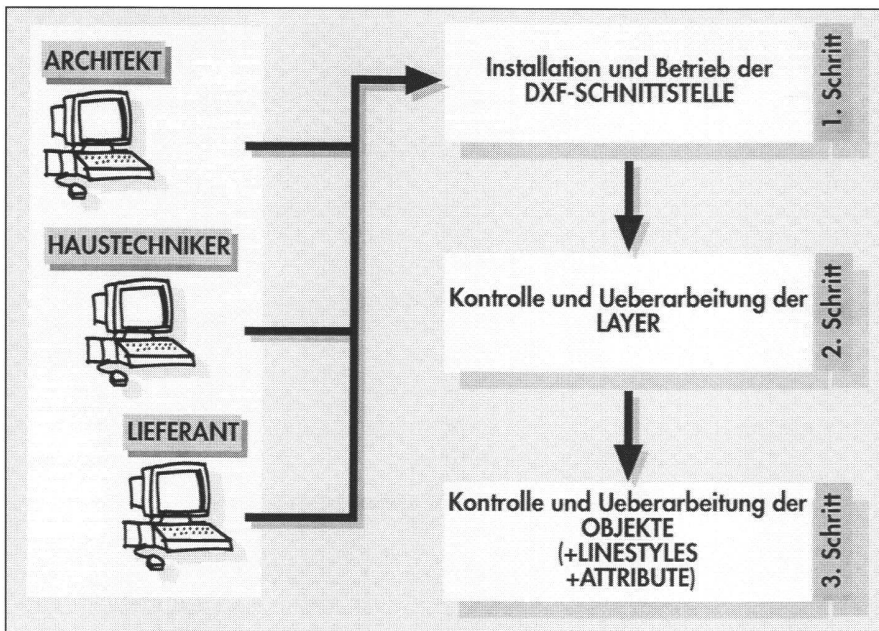 ARCHITEKT
HAUSTECHNIKER
LIEFERANT
Installation und Betrieb der
DXF-SCHNITTSTELLE
1. Schritt
Kontrolle und Ueberarbeitung der
LAYER
2. Schritt
Kontrolle und Ueberarbeitung der
OBJEKTE
(+LINESTYLES
+ATTRIBUTE)
3. Schritt